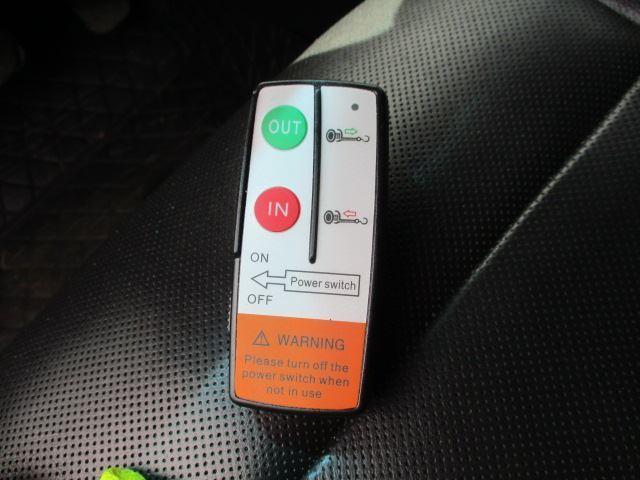 OUT
IN
ON
Power switch
OFF
WARNING
Please turn off the
power switch when
not in use